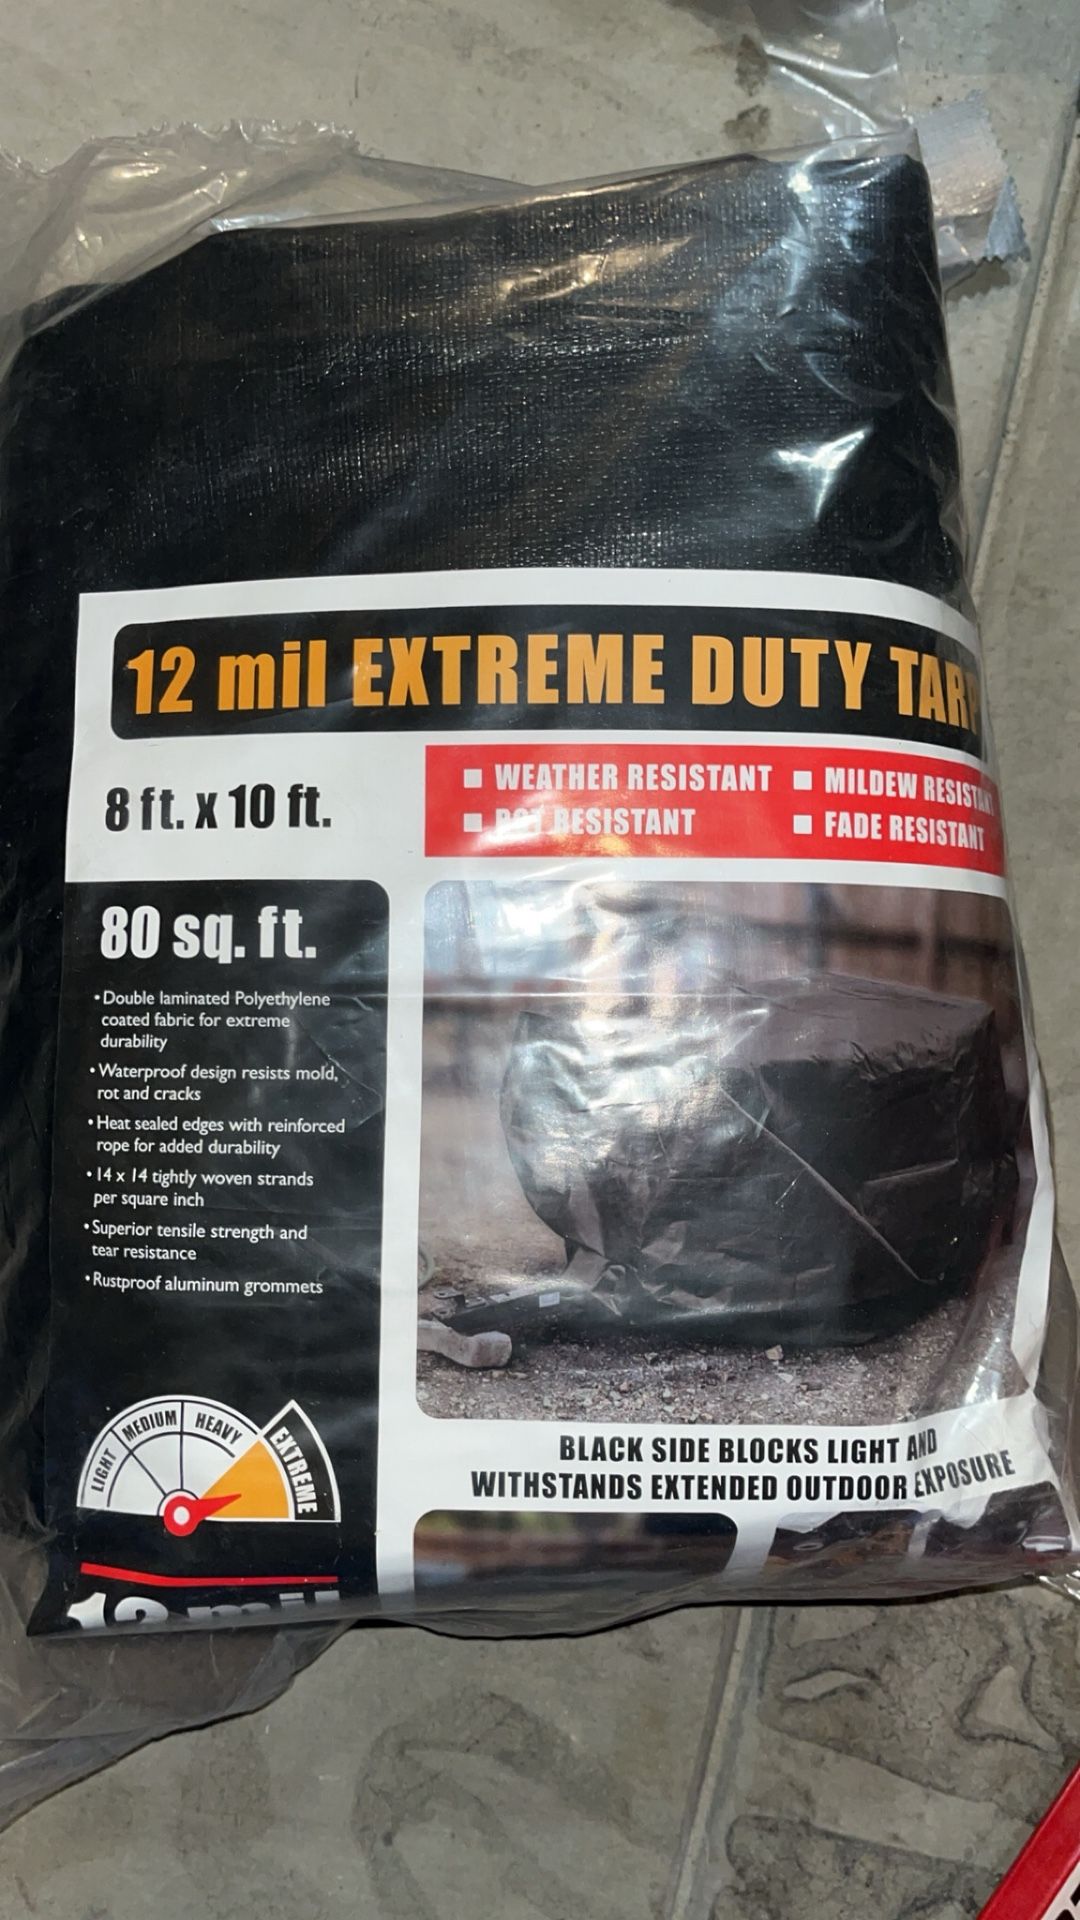 12 mil EXTREME DUTY TARP
8 ft. x 10 ft.
WEATHER RESISTANT
MILDEW RESISTANT
ROT RESISTANT
FADE RESISTANT
80 sq. ft.
• Double laminated Polyethylene
coated fabric for extreme
durability
• Waterproof design resists mold,
rot and cracks
• Heat sealed edges with reinforced
rope for added durability
• 14 x 14 tightly woven strands
per square inch
• Superior tensile strength and
tear resistance
• Rustproof aluminum grommets
LIGHT
MEDIUM
HEAVY
EXTREME
BLACK SIDE BLOCKS LIGHT AND
WITHSTANDS EXTENDED OUTDOOR EXPOSURE
12 mil